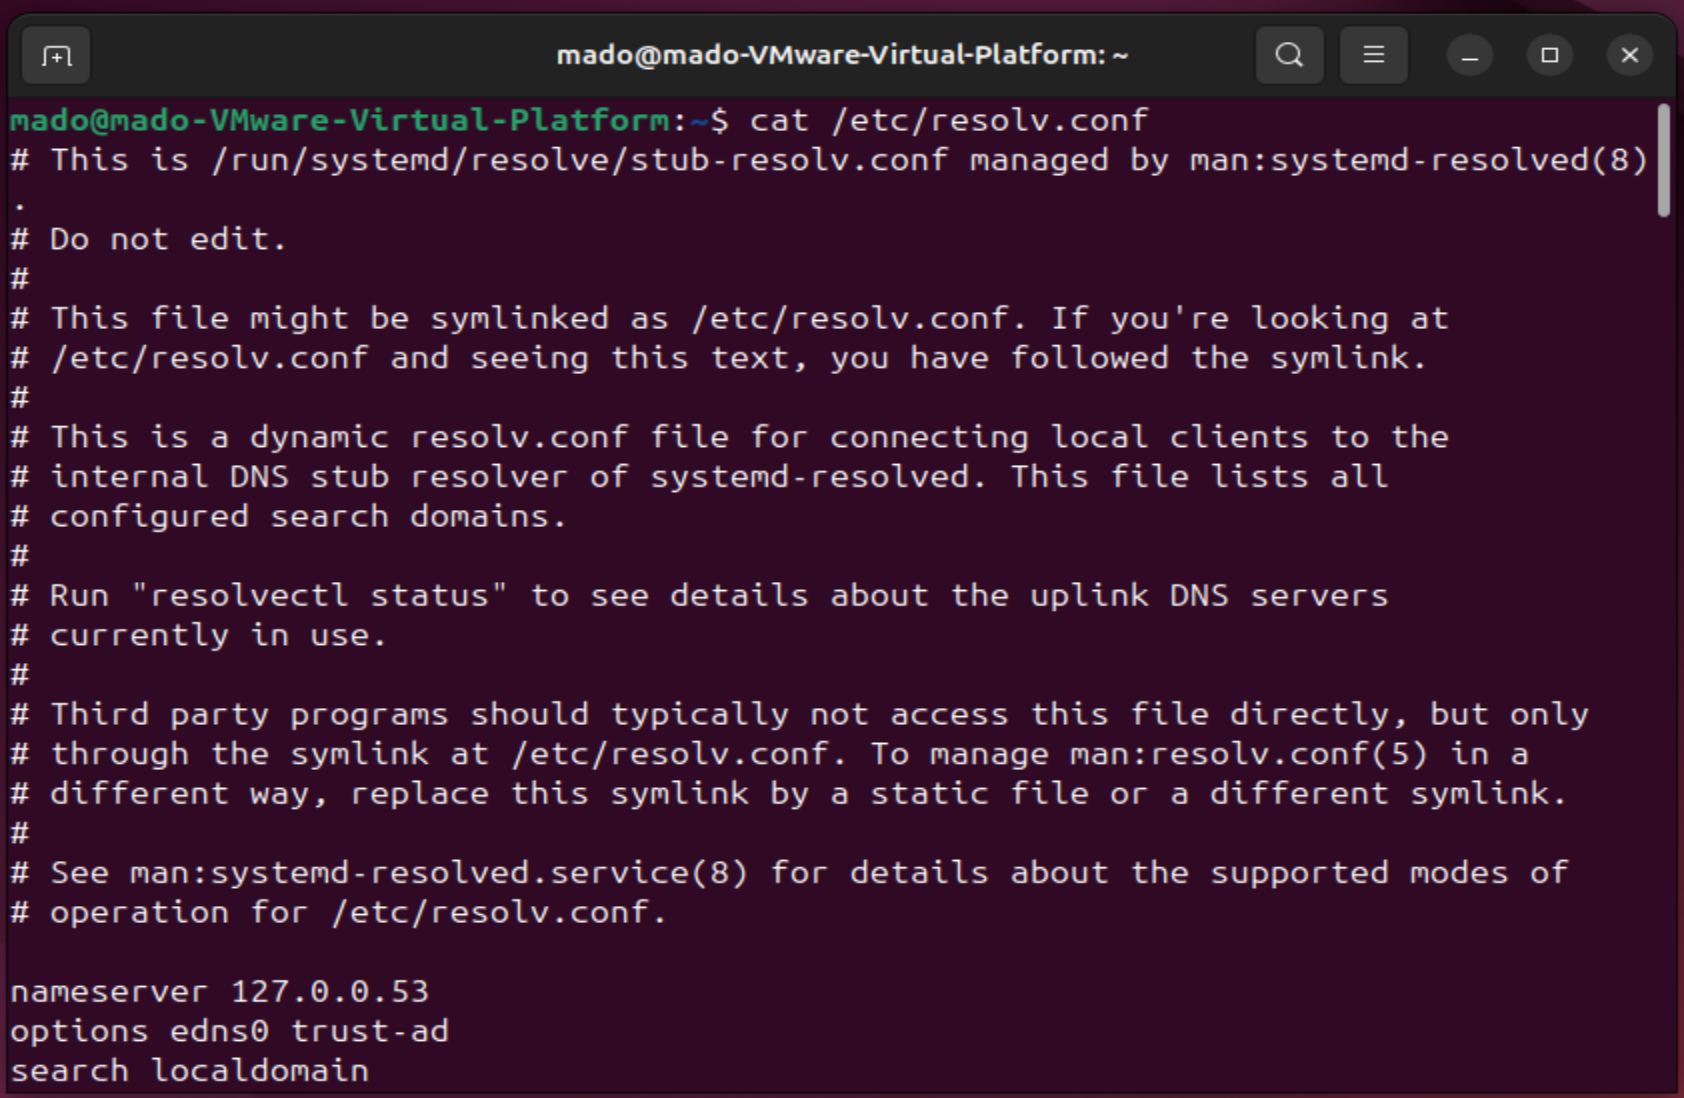 mado@mado-VMware-Virtual-Platform: ~
mado@mado-VMware-Virtual-Platform:~$ cat /etc/resolv.conf
# This is /run/systemd/resolve/stub-resolv.conf managed by man:systemd-resolved(8)
.
# Do not edit.
#
# This file might be symlinked as /etc/resolv.conf. If you're looking at
# /etc/resolv.conf and seeing this text, you have followed the symlink.
#
# This is a dynamic resolv.conf file for connecting local clients to the
# internal DNS stub resolver of systemd-resolved. This file lists all
# configured search domains.
#
# Run "resolvectl status" to see details about the uplink DNS servers
# currently in use.
#
# Third party programs should typically not access this file directly, but only
# through the symlink at /etc/resolv.conf. To manage man:resolv.conf(5) in a
# different way, replace this symlink by a static file or a different symlink.
#
# See man:systemd-resolved.service(8) for details about the supported modes of
# operation for /etc/resolv.conf.

nameserver 127.0.0.53
options edns0 trust-ad
search localdomain